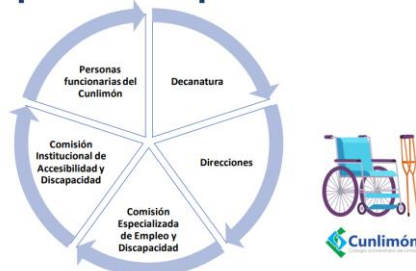 Personas
funcionarias del
Cunlimón
Decanatura
Comisión
Institucional de
Accesibilidad y
Discapacidad
Direcciones
Comisión
Especializada
de Empleo y
Discapacidad
Cunlimón